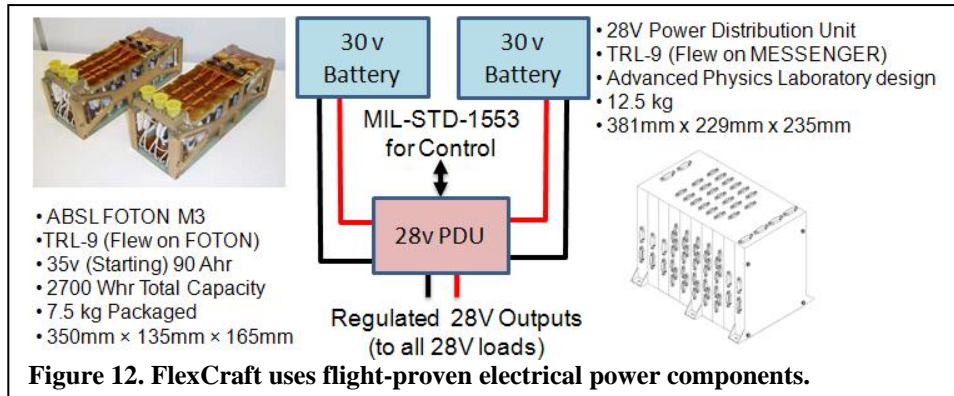 30 v
Battery
30 v
Battery
MIL-STD-1553
for Control
28v PDU
Regulated 28V Outputs
(to all 28V loads)
• ABSL FOTON M3
•TRL-9 (Flew on FOTON)
• 35v (Starting) 90 Ahr
• 2700 Whr Total Capacity
• 7.5 kg Packaged
• 350mm × 135mm × 165mm
• 28V Power Distribution Unit
• TRL-9 (Flew on MESSENGER)
• Advanced Physics Laboratory design
• 12.5 kg
• 381mm x 229mm x 235mm
Figure 12. FlexCraft uses flight-proven electrical power components.